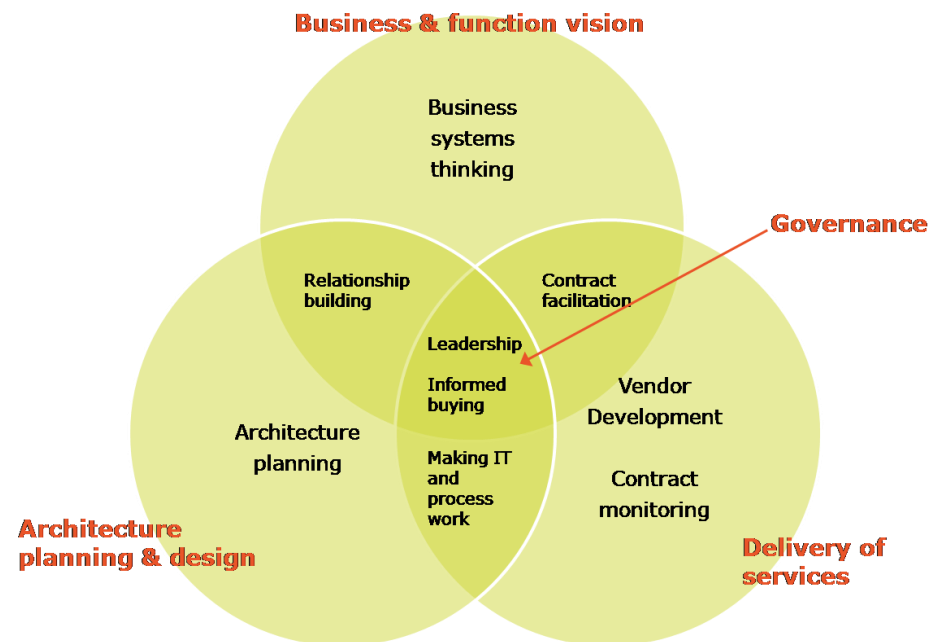 Business & function vision
Business
systems
thinking
Governance
Relationship
building
Contract
facilitation
Leadership
Informed
buying
Vendor
Development
Architecture
planning
Making IT
and
process
work
Contract
monitoring
Architecture
planning & design
Delivery of
services